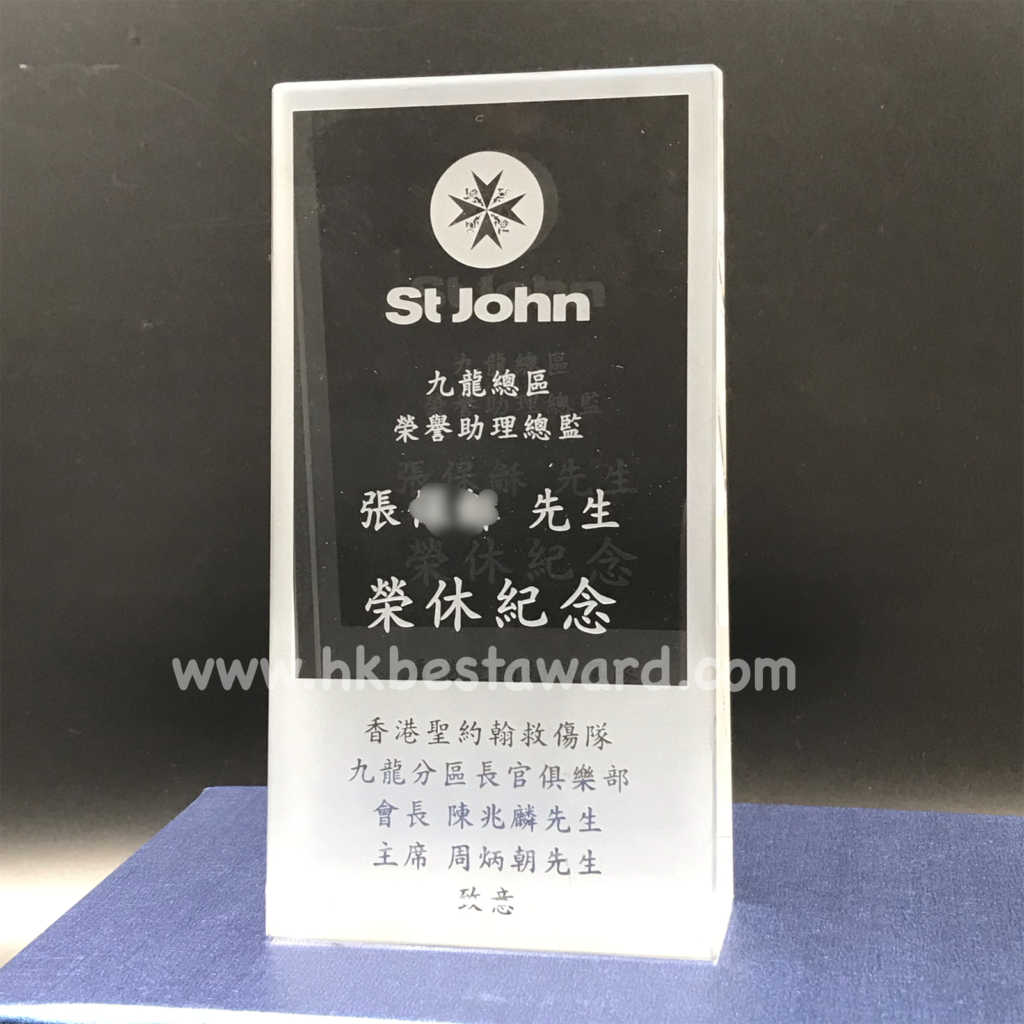 St John
九龍總區
榮譽助理總監
張 先生
榮休紀念
www.hkbestaward.com
香港聖約翰救傷隊
九龍分區長官俱樂部
會長 陳兆麟先生
主席 周炳朝先生
致意